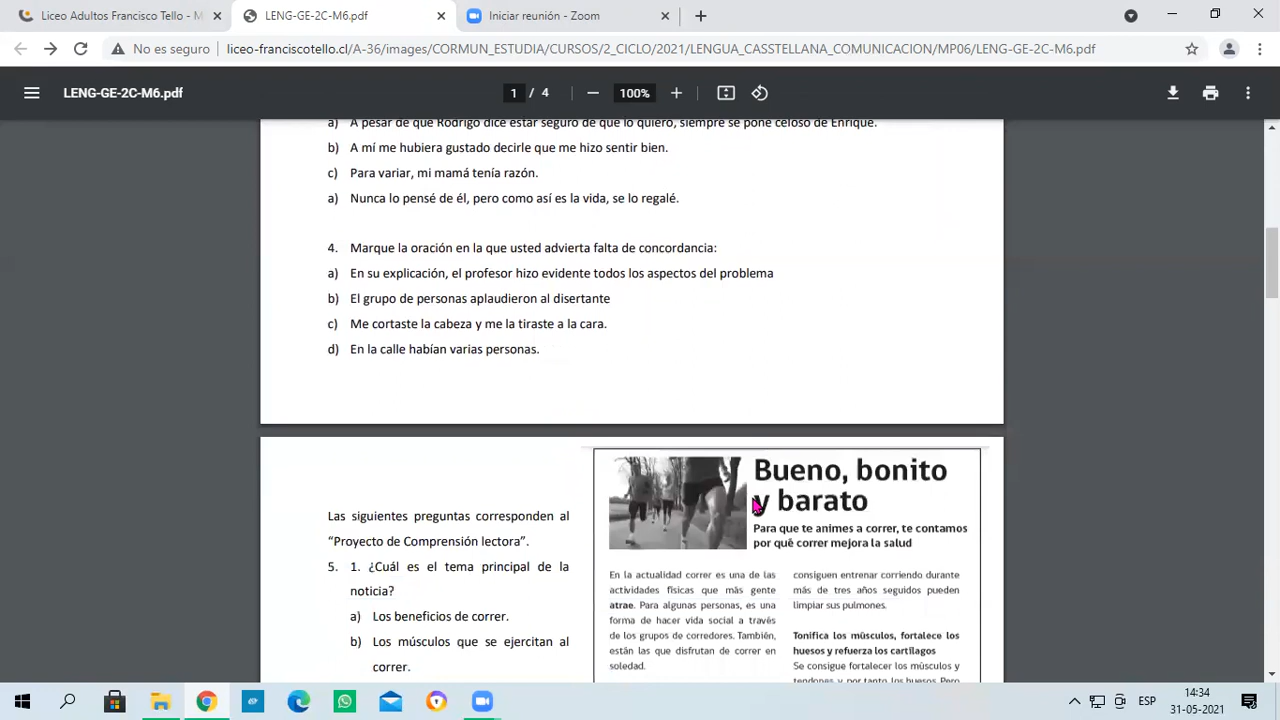 Liceo Adultos Francisco Tello - M
LENG-GE-2C-M6.pdf
Iniciar reunión - Zoom
No es seguro
liceo-franciscotello.cl/A-36/images/CORMUN_ESTUDIA/CURSOS/2_CICLO/2021/LENGUA_CASSTELLANA_COMUNICACION/MP06/LENG-GE-2C-M6.pdf
LENG-GE-2C-M6.pdf
1 / 4
100%
a) A pesar de que Rodrigo dice estar seguro de que lo quiero, siempre se pone celoso de Enrique.
b) A mí me hubiera gustado decirle que me hizo sentir bien.
c) Para variar, mi mamá tenía razón.
a) Nunca lo pensé de él, pero como así es la vida, se lo regalé.
4. Marque la oración en la que usted advierta falta de concordancia:
a) En su explicación, el profesor hizo evidente todos los aspectos del problema
b) El grupo de personas aplaudieron al disertante
c) Me cortaste la cabeza y me la tiraste a la cara.
d) En la calle habían varias personas.
Las siguientes preguntas corresponden al
“Proyecto de Comprensión lectora”.
5. 1. ¿Cuál es el tema principal de la
noticia?
a) Los beneficios de correr.
b) Los músculos que se ejercitan al
correr.
Bueno, bonito
y barato
Para que te animes a correr, te contamos
por qué correr mejora la salud
En la actualidad correr es una de las
actividades físicas que más gente
atrae. Para algunas personas, es una
forma de hacer vida social a través
de los grupos de corredores. También,
están las que disfrutan de correr en
soledad.
consiguen entrenar corriendo durante
más de tres años seguidos pueden
limpiar sus pulmones.
Tonifica los músculos, fortalece los
huesos y refuerza los cartílagos
Se consigue fortalecer los músculos y
tendones y, por tanto los huesos. Pero
ESP
14:34
31-05-2021